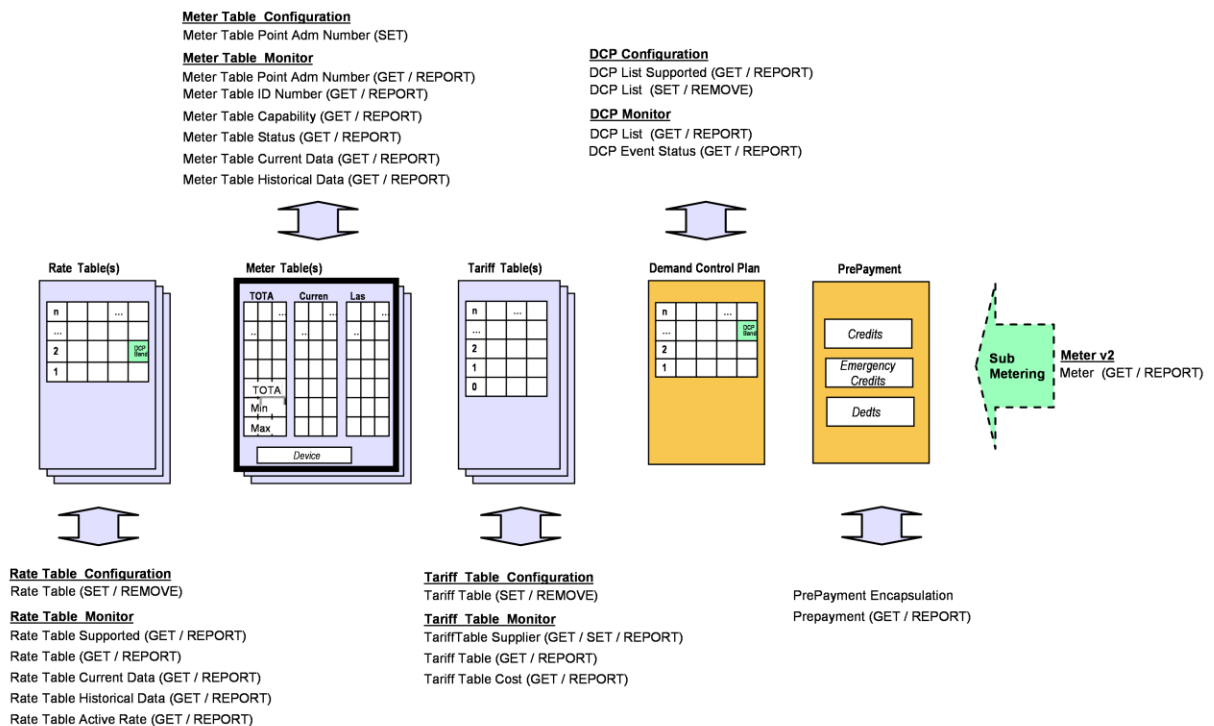 Meter Table Configuration
Meter Table Point Adm Number (SET)
Meter Table Monitor
Meter Table Point Adm Number (GET / REPORT)
Meter Table ID Number (GET / REPORT)
Meter Table Capability (GET / REPORT)
Meter Table Status (GET / REPORT)
Meter Table Current Data (GET / REPORT)
Meter Table Historical Data (GET / REPORT)
DCP Configuration
DCP List Supported (GET / REPORT)
DCP List (SET / REMOVE)
DCP Monitor
DCP List (GET / REPORT)
DCP Event Status (GET / REPORT)
Rate Table(s)
n ...
...
2 DCP Band
1
Meter Table(s)
TOTA Curren Las
... ... ...
.. .. ..
TOTA
Min
Max
Device
Tariff Table(s)
n ...
...
2
1
0
Demand Control Plan
n ...
... DCP Band
2
1
PrePayment
Credits
Emergency
Credits
Dedts
Sub
Metering
Meter v2
Meter (GET / REPORT)
Rate Table Configuration
Rate Table (SET / REMOVE)
Rate Table Monitor
Rate Table Supported (GET / REPORT)
Rate Table (GET / REPORT)
Rate Table Current Data (GET / REPORT)
Rate Table Historical Data (GET / REPORT)
Rate Table Active Rate (GET / REPORT)
Tariff Table Configuration
Tariff Table (SET / REMOVE)
Tariff Table Monitor
TariffTable Supplier (GET / SET / REPORT)
Tariff Table (GET / REPORT)
Tariff Table Cost (GET / REPORT)
PrePayment Encapsulation
Prepayment (GET / REPORT)